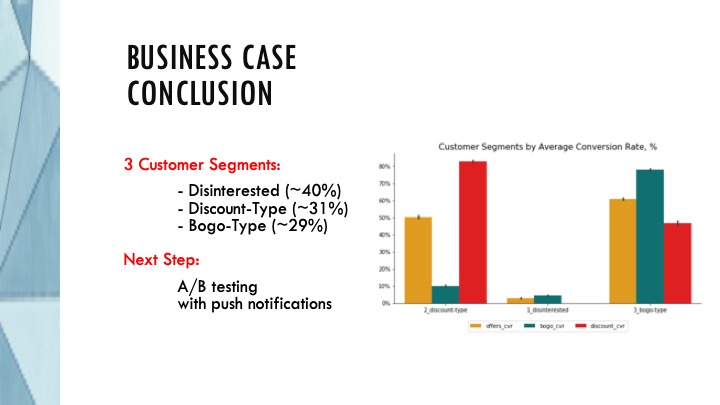 BUSINESS CASE
CONCLUSION
3 Customer Segments:
- Disinterested (~40%)
- Discount-Type (~31%)
- Bogo-Type (~29%)
Next Step:
A/B testing
with push notifications
Customer Segments by Average Conversion Rate, %
80%
70%
60%
50%
40%
30%
20%
10%
0%
2_discount-type 1_disinterested 3_bogo-type
offers_cvr bogo_cvr discount_cvr